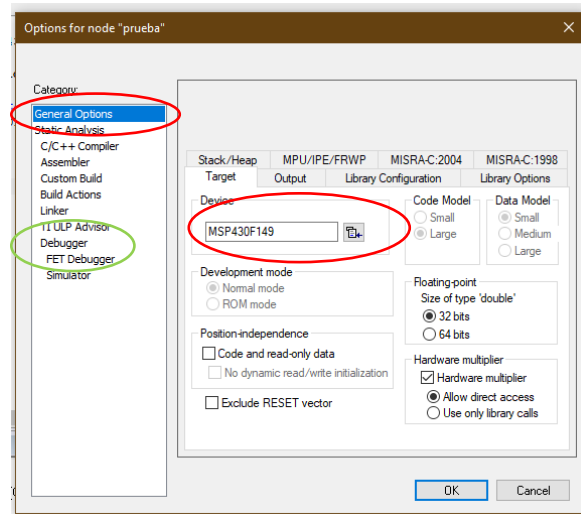 Options for node "prueba"
Category:
General Options
Static Analysis
C/C++ Compiler
Assembler
Custom Build
Build Actions
Linker
TI ULP Advisor
Debugger
FET Debugger
Simulator
Stack/Heap MPU/IPE/FRWP MISRA-C:2004 MISRA-C:1998
Target Output Library Configuration Library Options
Device
MSP430F149
Code Model
Small
Large
Data Model
Small
Medium
Large
Development mode
Normal mode
ROM mode
Floating-point
Size of type 'double'
32 bits
64 bits
Position-independence
Code and read-only data
No dynamic read/write initialization
Hardware multiplier
Hardware multiplier
Allow direct access
Use only library calls
Exclude RESET vector
OK Cancel